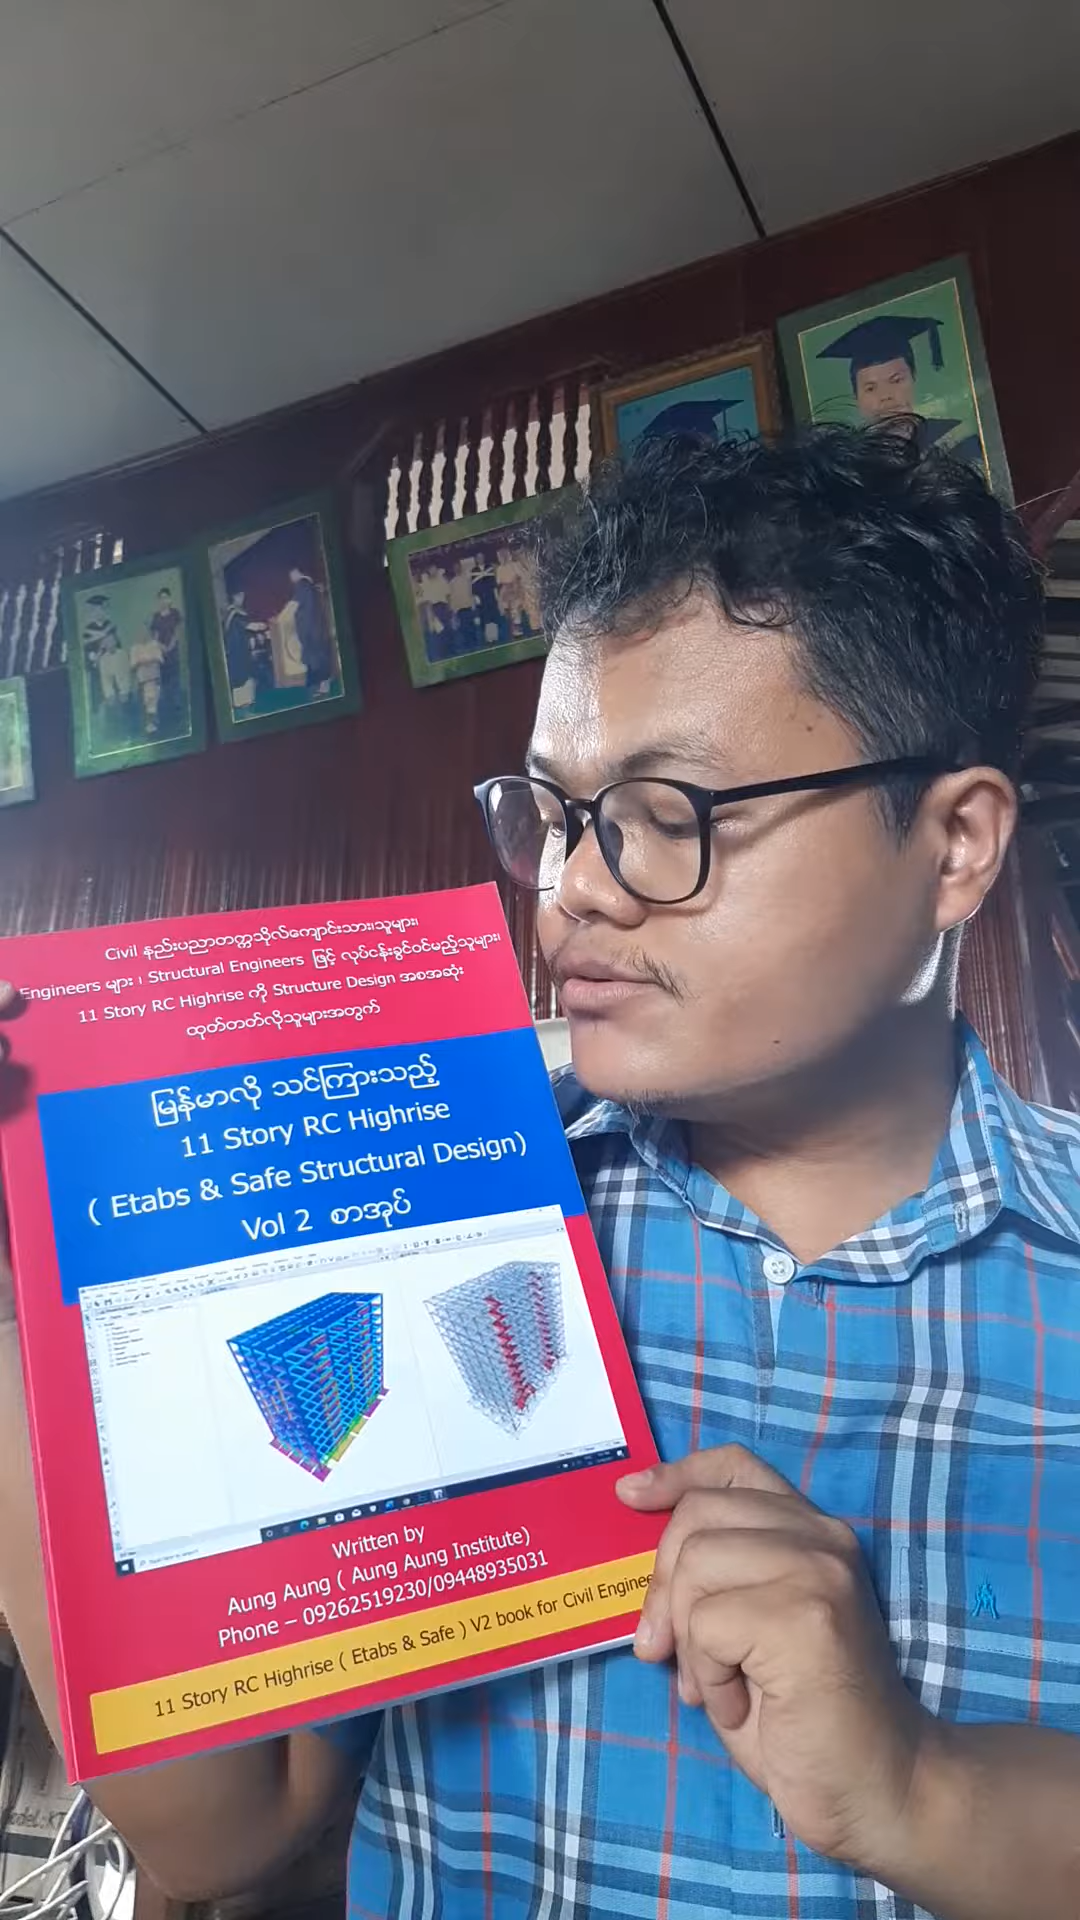 Civil နည်းပညာတက္ကသိုလ်ကျောင်းသား၊သူများ၊
Engineers များ ၊ Structural Engineers ဖြင့် လုပ်ငန်းခွင်ဝင်မည့်သူများ၊
11 Story RC Highrise ကို Structure Design အစအဆုံး
ထုတ်တတ်လိုသူများအတွက်
မြန်မာလို သင်ကြားသည့်
11 Story RC Highrise
( Etabs & Safe Structural Design)
Vol 2 စာအုပ်
Written by
Aung Aung ( Aung Aung Institute)
Phone – 09262519230/09448935031
11 Story RC Highrise ( Etabs & Safe ) V2 book for Civil Enginee